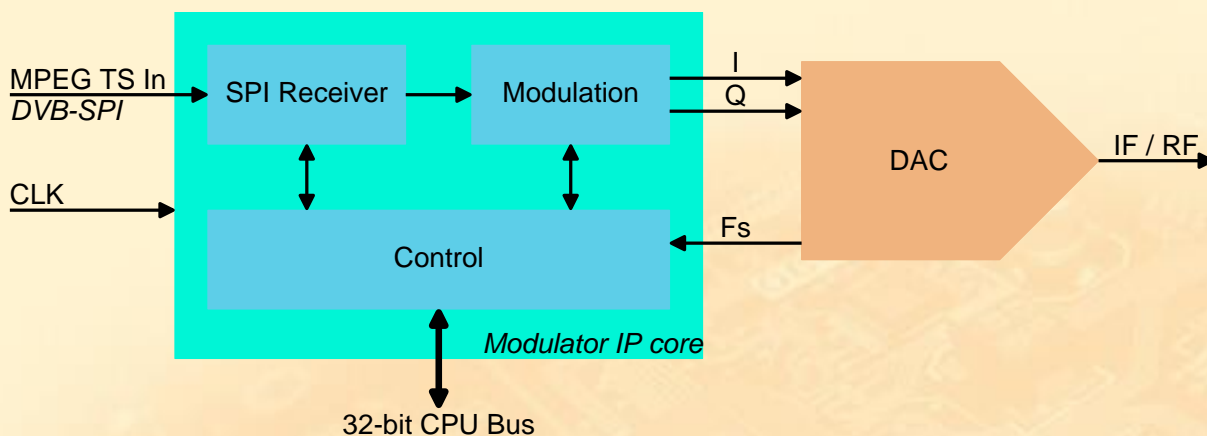 MPEG TS In
DVB-SPI
SPI Receiver
Modulation
I
Q
DAC
IF / RF
CLK
Control
Fs
Modulator IP core
32-bit CPU Bus